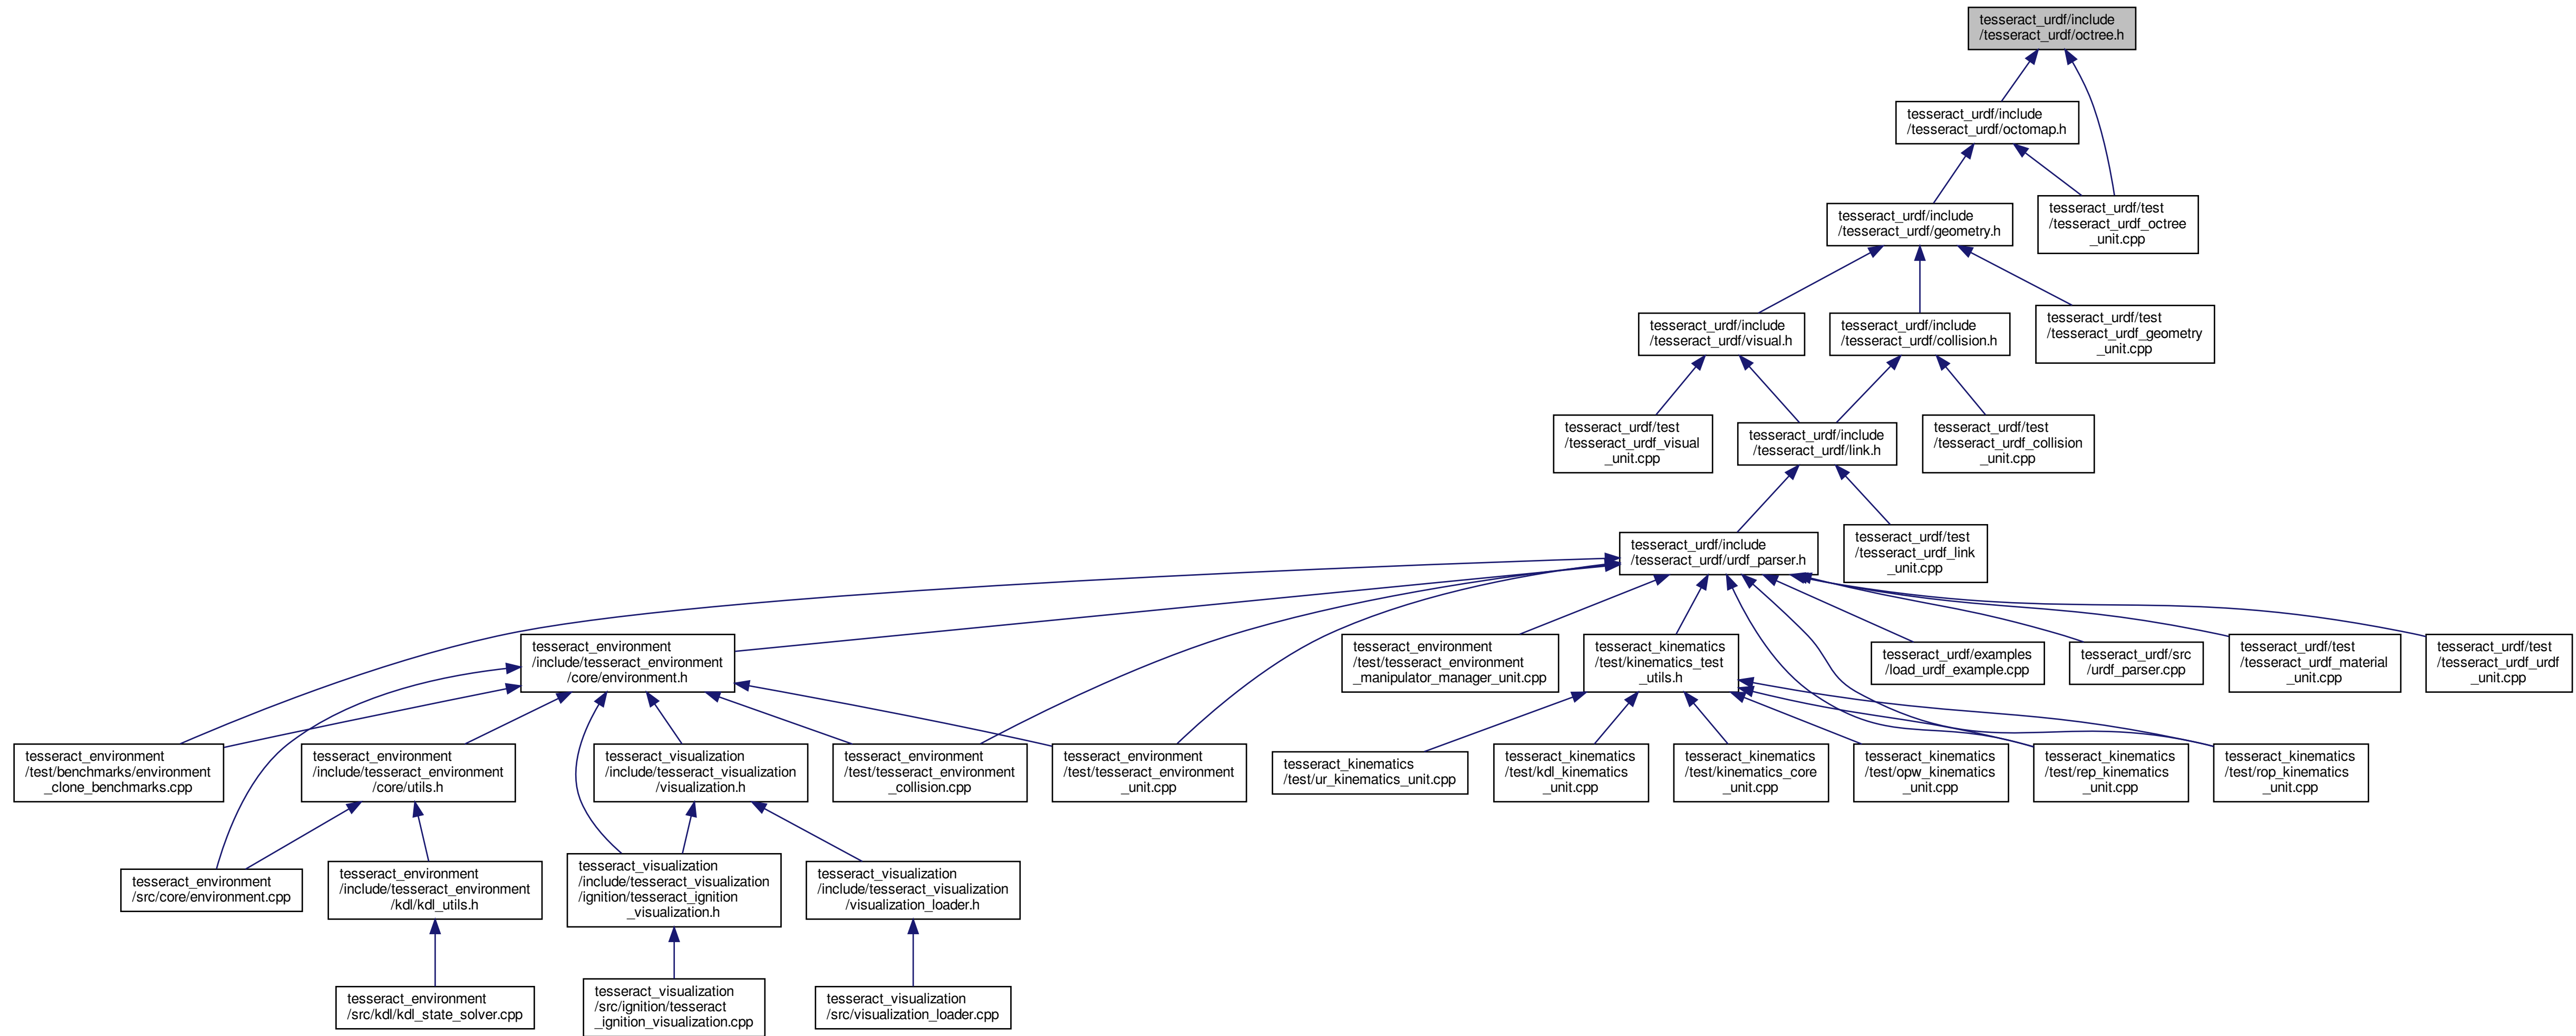 tesseract_urdf/include
/tesseract_urdf/octree.h
tesseract_urdf/include
/tesseract_urdf/octomap.h
tesseract_urdf/include
/tesseract_urdf/geometry.h
tesseract_urdf/test
/tesseract_urdf_octree
_unit.cpp
tesseract_urdf/include
/tesseract_urdf/visual.h
tesseract_urdf/include
/tesseract_urdf/collision.h
tesseract_urdf/test
/tesseract_urdf_geometry
_unit.cpp
tesseract_urdf/test
/tesseract_urdf_visual
_unit.cpp
tesseract_urdf/include
/tesseract_urdf/link.h
tesseract_urdf/test
/tesseract_urdf_collision
_unit.cpp
tesseract_urdf/include
/tesseract_urdf/urdf_parser.h
tesseract_urdf/test
/tesseract_urdf_link
_unit.cpp
tesseract_environment
/include/tesseract_environment
/core/environment.h
tesseract_environment
/test/tesseract_environment
_manipulator_manager_unit.cpp
tesseract_kinematics
/test/kinematics_test
_utils.h
tesseract_urdf/examples
/load_urdf_example.cpp
tesseract_urdf/src
/urdf_parser.cpp
tesseract_urdf/test
/tesseract_urdf_material
_unit.cpp
tesseract_urdf/test
/tesseract_urdf_urdf
_unit.cpp
tesseract_environment
/test/benchmarks/environment
_clone_benchmarks.cpp
tesseract_environment
/include/tesseract_environment
/core/utils.h
tesseract_visualization
/include/tesseract_visualization
/visualization.h
tesseract_environment
/test/tesseract_environment
_collision.cpp
tesseract_environment
/test/tesseract_environment
_unit.cpp
tesseract_kinematics
/test/ur_kinematics_unit.cpp
tesseract_kinematics
/test/kdl_kinematics
_unit.cpp
tesseract_kinematics
/test/kinematics_core
_unit.cpp
tesseract_kinematics
/test/opw_kinematics
_unit.cpp
tesseract_kinematics
/test/rep_kinematics
_unit.cpp
tesseract_kinematics
/test/rop_kinematics
_unit.cpp
tesseract_environment
/src/core/environment.cpp
tesseract_environment
/include/tesseract_environment
/kdl/kdl_utils.h
tesseract_visualization
/include/tesseract_visualization
/ignition/tesseract_ignition
_visualization.h
tesseract_visualization
/include/tesseract_visualization
/visualization_loader.h
tesseract_environment
/src/kdl/kdl_state_solver.cpp
tesseract_visualization
/src/ignition/tesseract
_ignition_visualization.cpp
tesseract_visualization
/src/visualization_loader.cpp